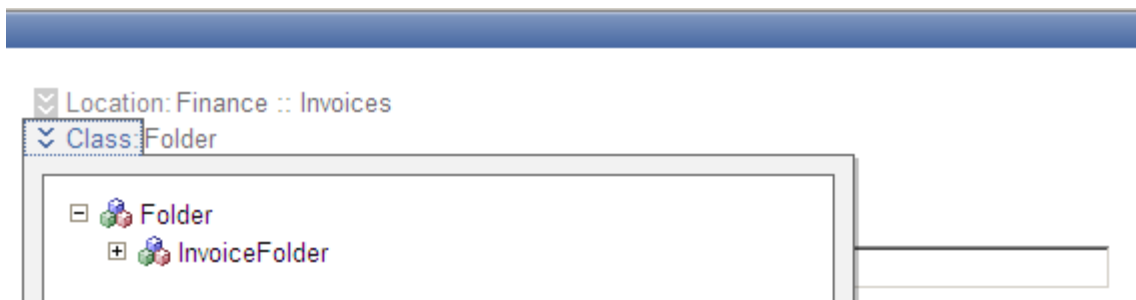 Location: Finance :: Invoices
Class: Folder
Folder
InvoiceFolder